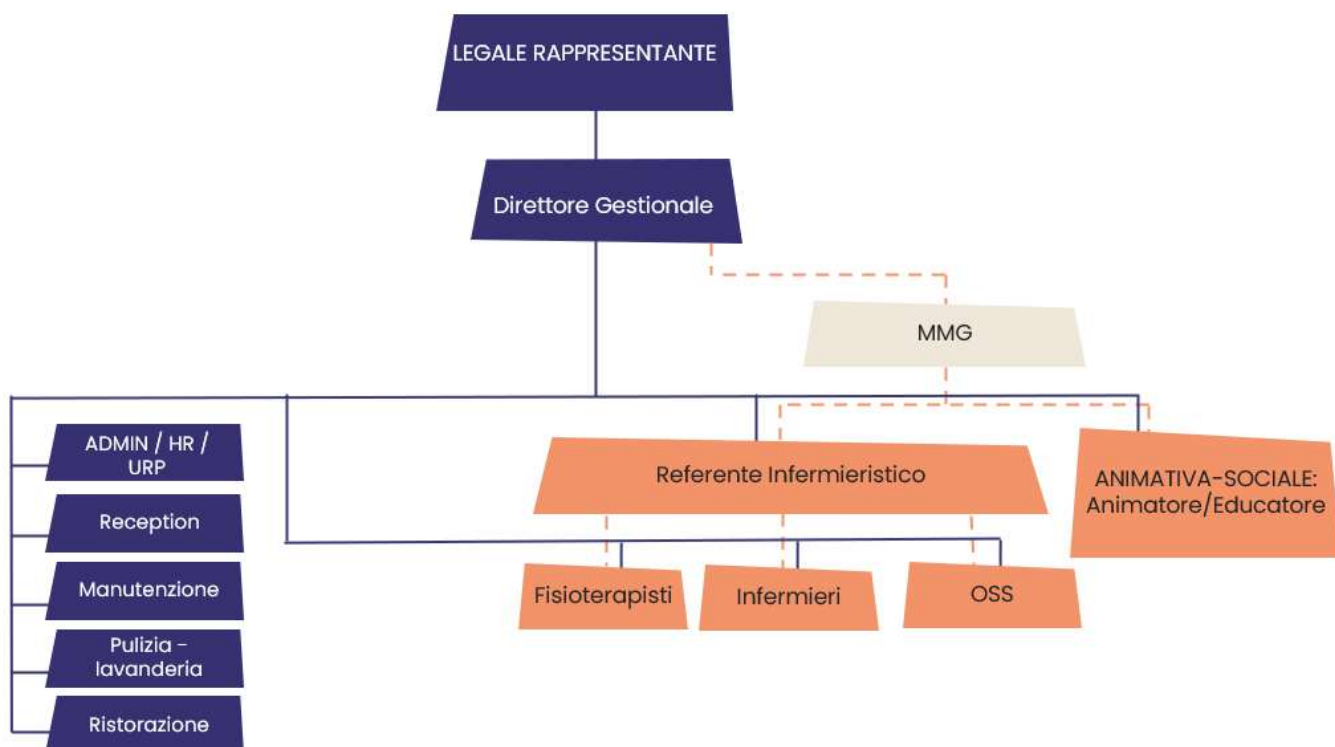 LEGALE RAPPRESENTANTE
Direttore Gestionale
MMG
ADMIN / HR /
URP
Reception
Manutenzione
Pulizia -
lavanderia
Ristorazione
Referente Infermieristico
ANIMATIVA-SOCIALE:
Animatore/Educatore
Fisioterapisti
Infermieri
OSS